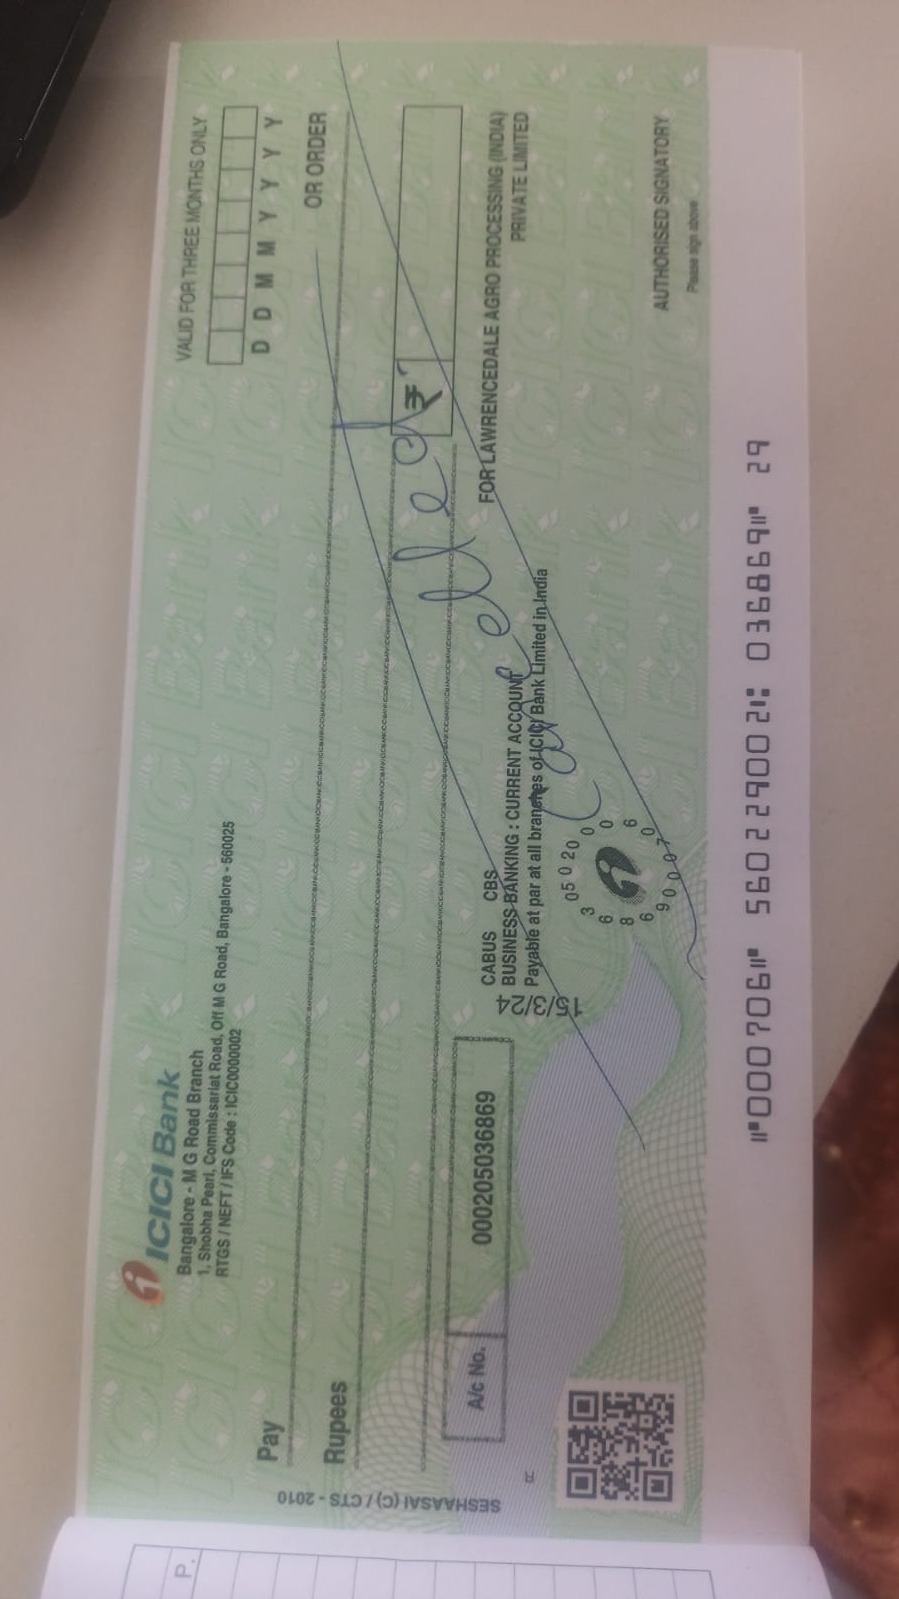 P.
ICICI Bank
Bangalore - M G Road Branch
1, Shobha Pearl, Commissariat Road, Off M G Road, Bangalore - 560025
RTGS / NEFT / IFS Code : ICIC0000002
VALID FOR THREE MONTHS ONLY
D D M M Y Y Y Y
Pay
OR ORDER
Rupees
₹
Cancelled
A/c No. 000205036869
SESHAASAI (C) / CTS - 2010
R
15/3/24
CABUS CBS
BUSINESS BANKING : CURRENT ACCOUNT
Payable at par at all branches of ICICI Bank Limited in India
FOR LAWRENCEDALE AGRO PROCESSING (INDIA)
PRIVATE LIMITED
000205036869000706
AUTHORISED SIGNATORY
Please sign above
⑈000706⑈ 560229002⑆ 036869⑈ 29